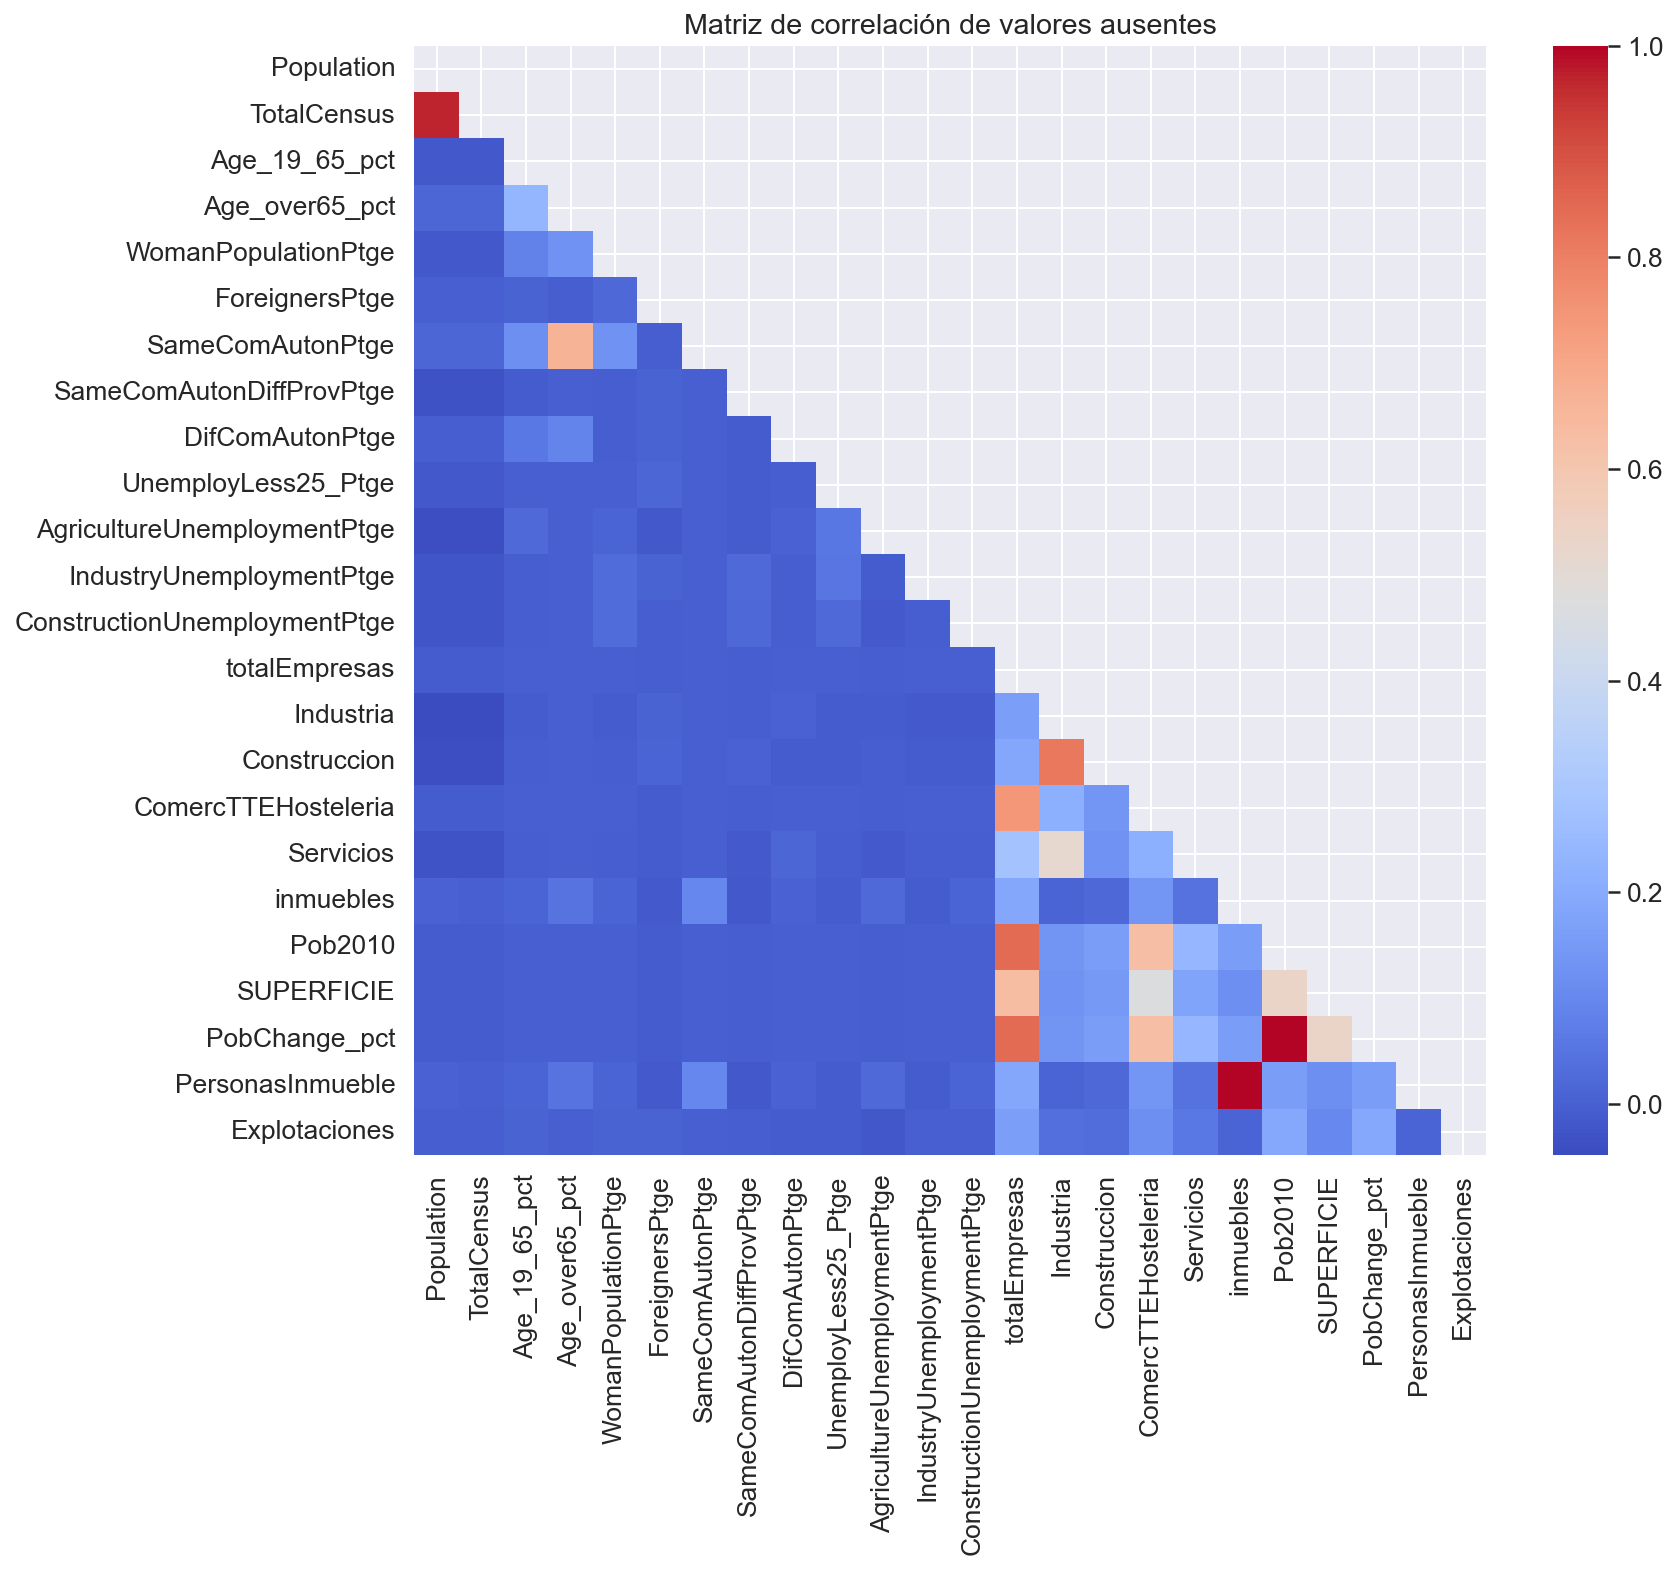 Matriz de correlación de valores ausentes
Population
TotalCensus
Age_19_65_pct
Age_over65_pct
WomanPopulationPtge
ForeignersPtge
SameComAutonPtge
SameComAutonDiffProvPtge
DifComAutonPtge
UnemployLess25_Ptge
AgricultureUnemploymentPtge
IndustryUnemploymentPtge
ConstructionUnemploymentPtge
totalEmpresas
Industria
Construccion
ComercTTEHosteleria
Servicios
inmuebles
Pob2010
SUPERFICIE
PobChange_pct
PersonasInmueble
Explotaciones
Population
TotalCensus
Age_19_65_pct
Age_over65_pct
WomanPopulationPtge
ForeignersPtge
SameComAutonPtge
SameComAutonDiffProvPtge
DifComAutonPtge
UnemployLess25_Ptge
AgricultureUnemploymentPtge
IndustryUnemploymentPtge
ConstructionUnemploymentPtge
totalEmpresas
Industria
Construccion
ComercTTEHosteleria
Servicios
inmuebles
Pob2010
SUPERFICIE
PobChange_pct
PersonasInmueble
Explotaciones
1.0
0.8
0.6
0.4
0.2
0.0